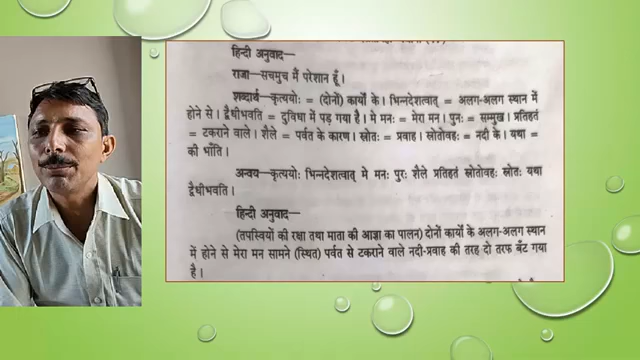 हिन्दी अनुवाद—
राजा—सचमुच मैं परेशान हूँ।
शब्दार्थ—कृत्ययोः = (दोनों) कार्यों के। भिन्नदेशत्वात् = अलग-अलग स्थान में
होने से। द्वैधीभवति = दुविधा में पड़ गया है। मे मनः = मेरा मन। पुनः = सम्मुख। प्रतिहतं
= टकराने वाले। शैले = पर्वत के कारण। स्रोतः = प्रवाह। स्रोतोवहः = नदी के। यथा =
की भाँति।
अन्वय—कृत्ययोः भिन्नदेशत्वात् मे मनः पुरः शैले प्रतिहतं स्रोतोवहः स्रोतः यथा
द्वैधीभवति।
हिन्दी अनुवाद—
(तपस्वियों की रक्षा तथा माता की आज्ञा का पालन) दोनों कार्यों के अलग-अलग स्थान
में होने से मेरा मन सामने (स्थित) पर्वत से टकराने वाले नदी-प्रवाह की तरह दो तरफ बँट गया
है।